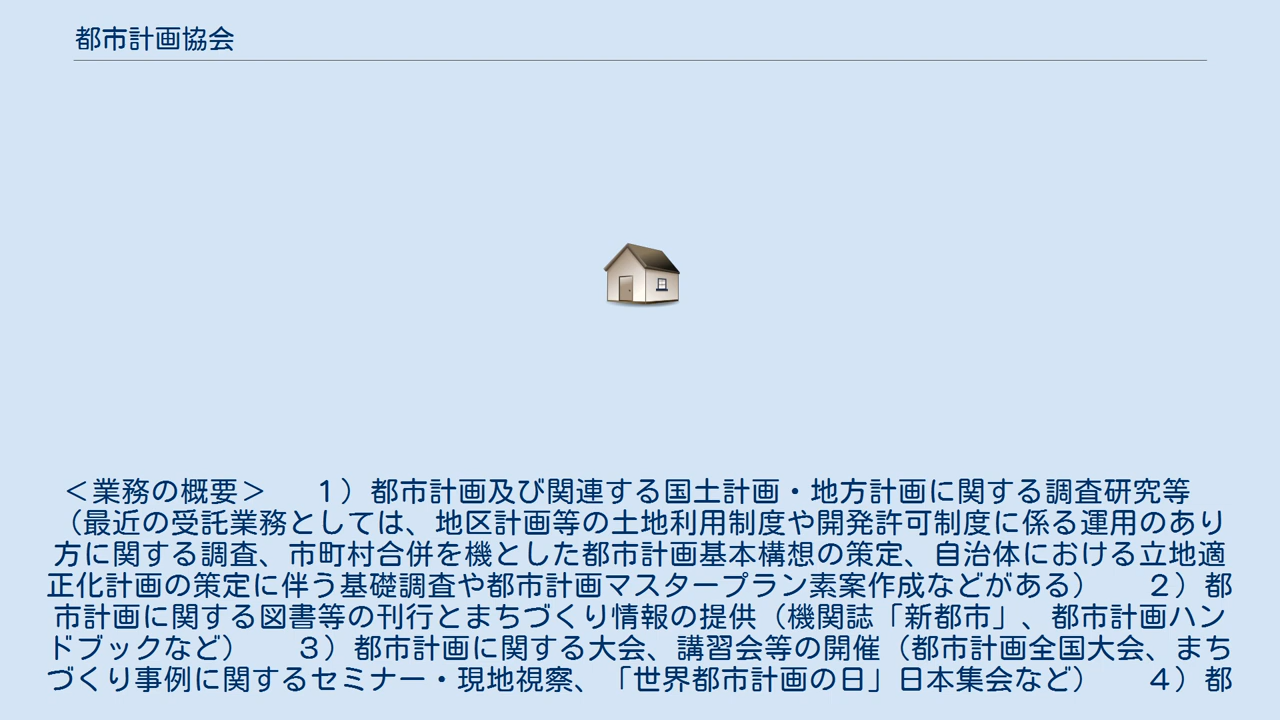 都市計画協会
＜業務の概要＞　１）都市計画及び関連する国土計画・地方計画に関する調査研究等
（最近の受託業務としては、地区計画等の土地利用制度や開発許可制度に係る運用のあり
方に関する調査、市町村合併を機とした都市計画基本構想の策定、自治体における立地適
正化計画の策定に伴う基礎調査や都市計画マスタープラン素案作成などがある）　２）都
市計画に関する図書等の刊行とまちづくり情報の提供（機関誌「新都市」、都市計画ハン
ドブックなど）　３）都市計画に関する大会、講習会等の開催（都市計画全国大会、まち
づくり事例に関するセミナー・現地視察、「世界都市計画の日」日本集会など）　４）都